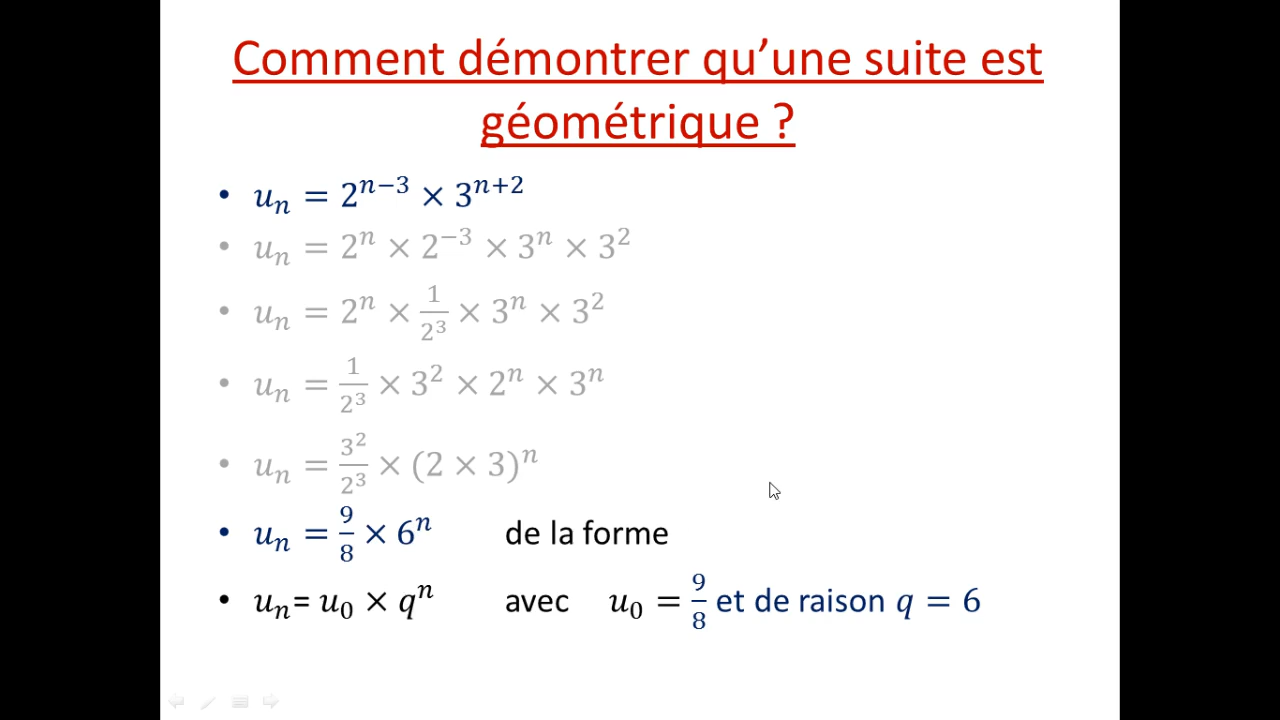 Comment démontrer qu’une suite est
géométrique ?
• uₙ = 2ⁿ⁻³ × 3ⁿ⁺²
• uₙ = 2ⁿ × 2⁻³ × 3ⁿ × 3²
• uₙ = 2ⁿ × 1/2³ × 3ⁿ × 3²
• uₙ = 1/2³ × 3² × 2ⁿ × 3ⁿ
• uₙ = 3²/2³ × (2 × 3)ⁿ
• uₙ = 9/8 × 6ⁿ de la forme
• uₙ= u₀ × qⁿ avec u₀ = 9/8 et de raison q = 6